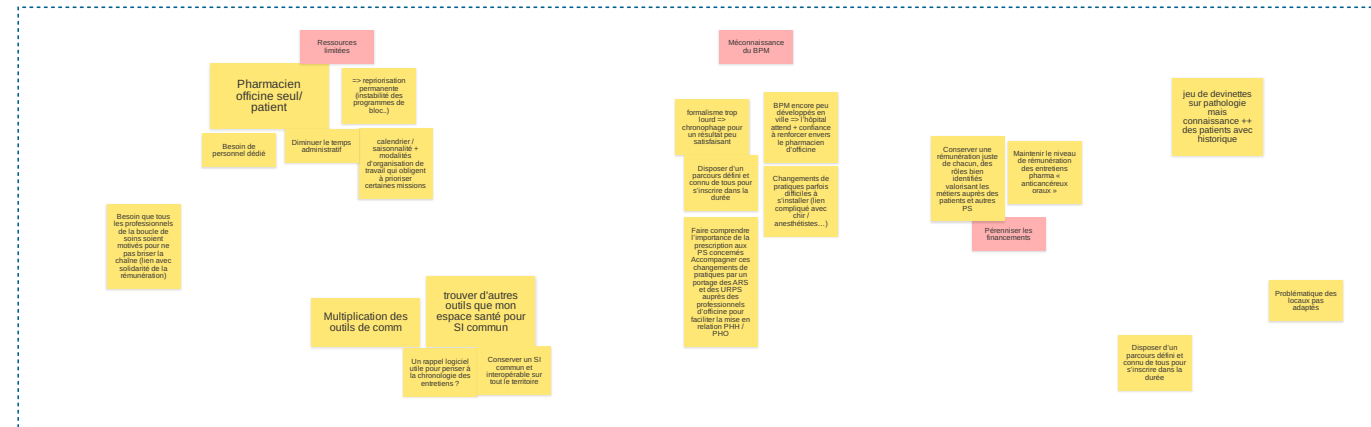 Ressources
limitées
Pharmacien
officine seul/
patient
=> repriorisation
permanente
(instabilité des
programmes de
bloc..)
Besoin de
personnel dédié
Diminuer le temps
administratif
calendrier /
saisonnalité +
modalités
d'organisation de
travail qui obligent
à prioriser
certaines missions
Besoin que tous
les professionnels
de la boucle de
soins soient
motivés pour ne
pas briser la
chaîne (lien avec
solidarité de la
rémunération)
Multiplication des
outils de comm
trouver d'autres
outils que mon
espace santé pour
SI commun
Un rappel logiciel
utile pour penser à
la chronologie des
entretiens ?
Conserver un SI
commun et
interopérable sur
tout le territoire
Méconnaissance
du BPM
formalisme trop
lourd =>
chronophage pour
un résultat peu
satisfaisant
BPM encore peu
développés en
ville => l'hôpital
attend + confiance
à renforcer envers
le pharmacien
d'officine
Disposer d'un
parcours défini et
connu de tous pour
s'inscrire dans la
durée
Changements de
pratiques parfois
difficiles à
s'installer (lien
compliqué avec
chir /
anesthétistes…)
Faire comprendre
l'importance de la
prescription aux
PS concernés
Accompagner ces
changements de
pratiques par un
portage des ARS
et des URPS
auprès des
professionnels
d'officine pour
faciliter la mise en
relation PHH /
PHO
Conserver une
rémunération juste
de chacun, des
rôles bien
identifiés
valorisant les
métiers auprès des
patients et autres
PS
Maintenir le niveau
de rémunération
des entretiens
pharma «
anticancéreux
oraux »
Pérenniser les
financements
jeu de devinettes
sur pathologie
mais
connaissance ++
des patients avec
historique
Problématique des
locaux pas
adaptés
Disposer d'un
parcours défini et
connu de tous pour
s'inscrire dans la
durée